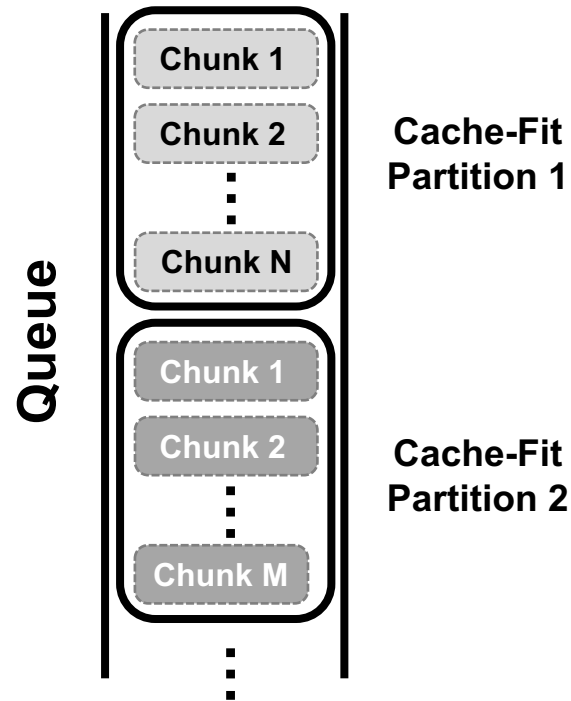 Queue
Chunk 1
Chunk 2
Chunk N
Cache-Fit
Partition 1
Chunk 1
Chunk 2
Chunk M
Cache-Fit
Partition 2